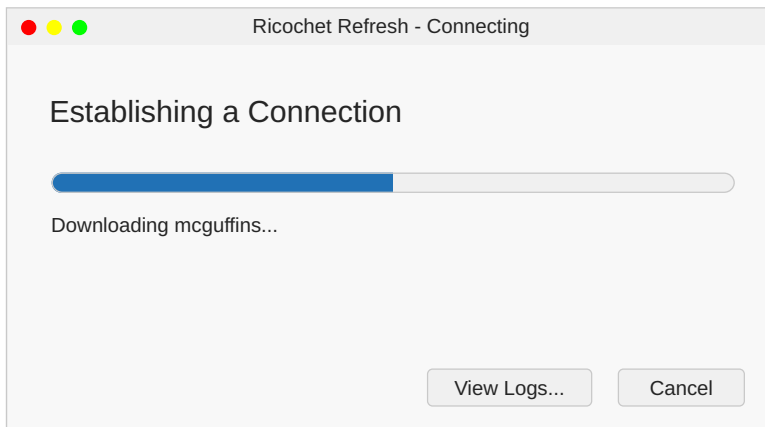 Ricochet Refresh - Connecting
Establishing a Connection
Downloading mcguffins...
View Logs...
Cancel